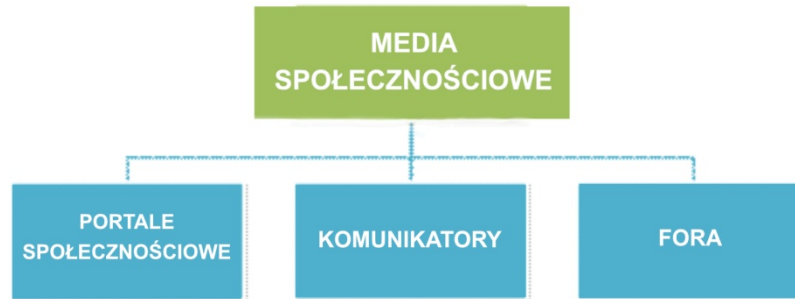 MEDIA
SPOŁECZNOŚCIOWE
PORTALE
SPOŁECZNOŚCIOWE
KOMUNIKATORY
FORA